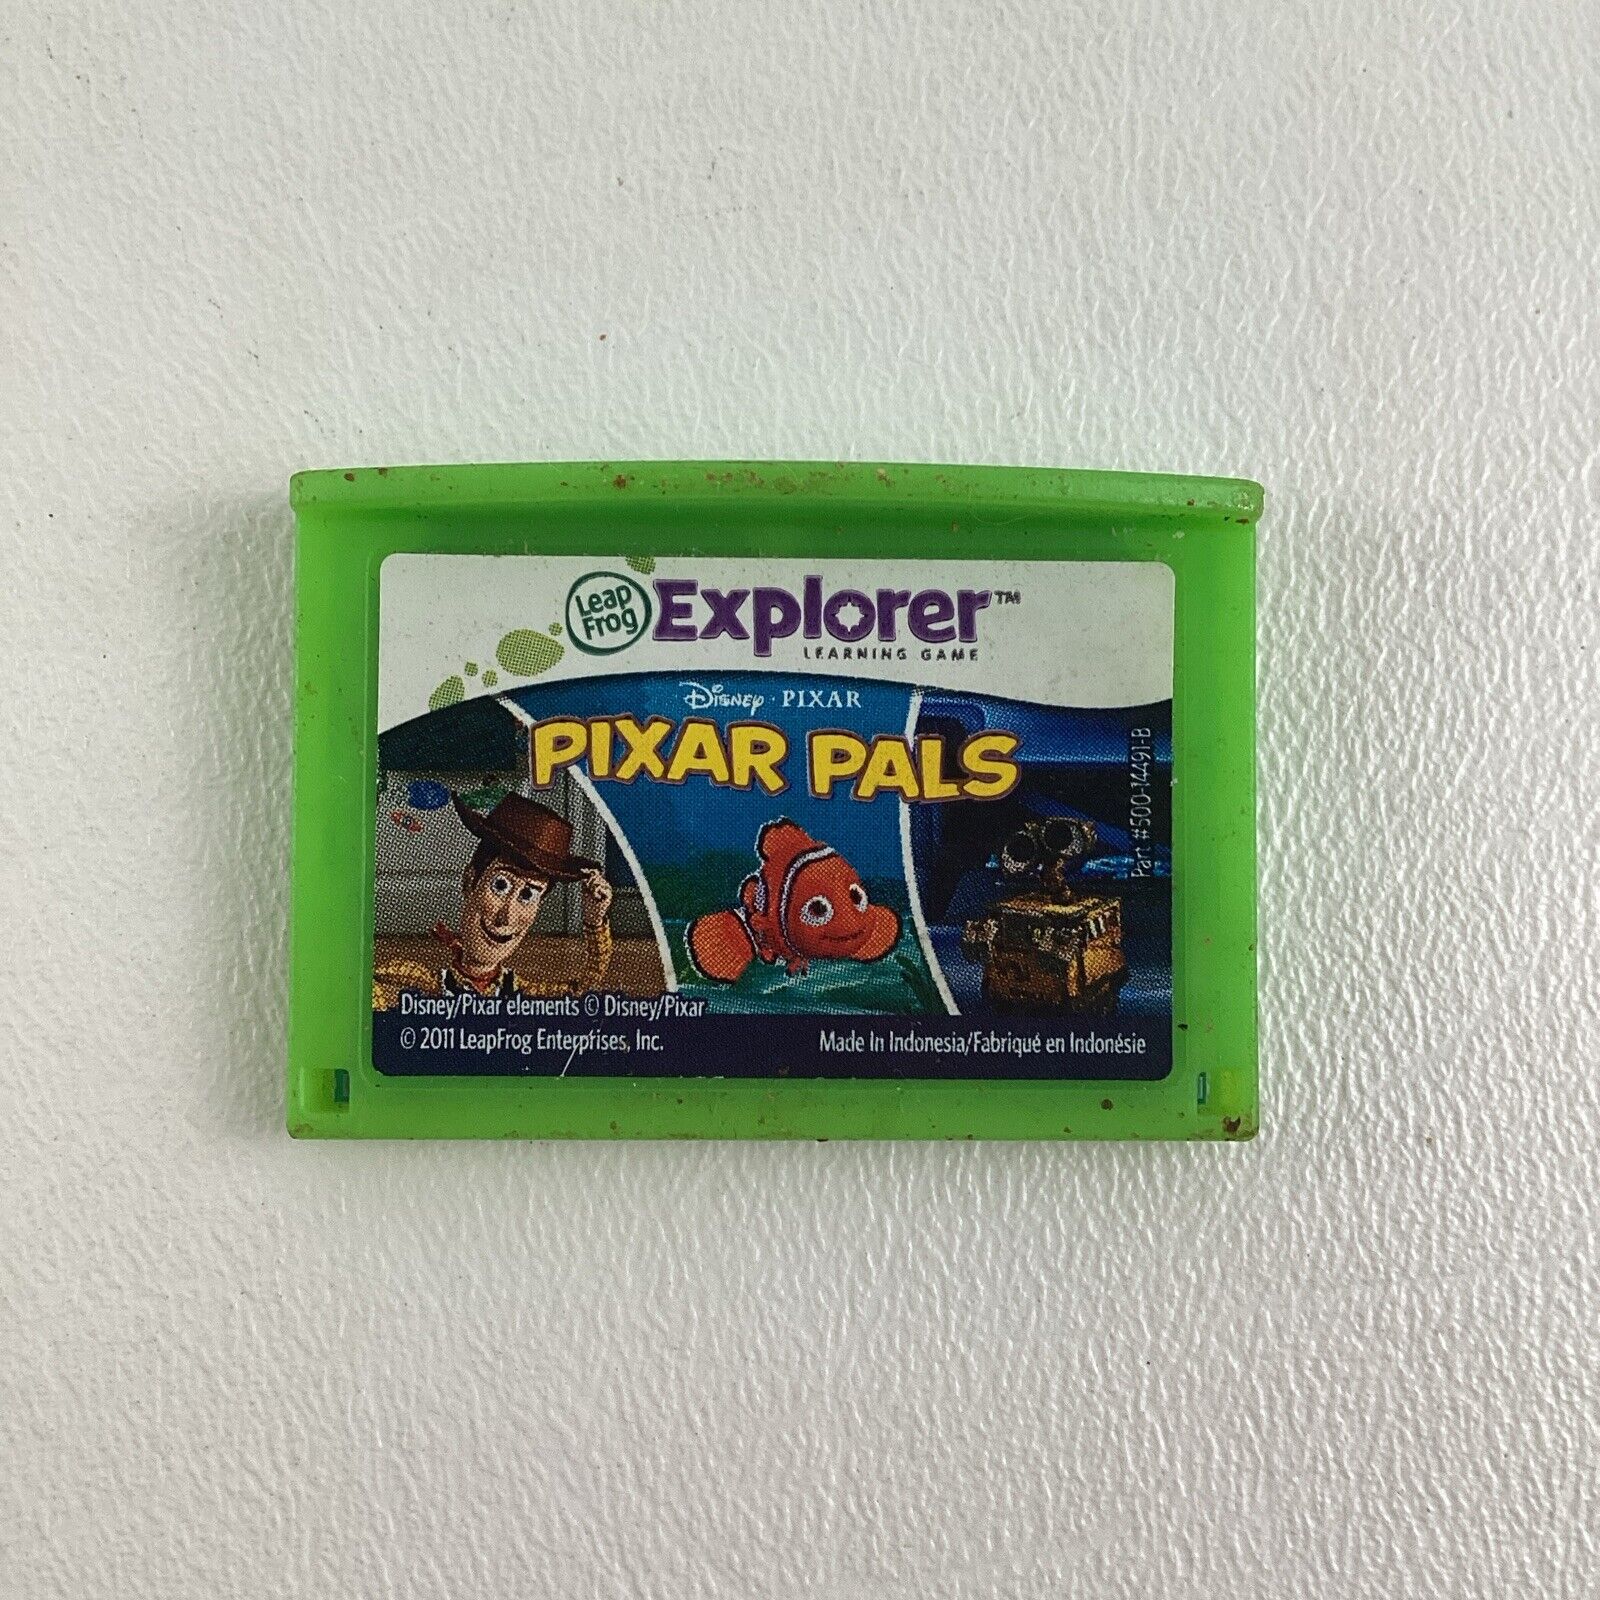 Leap
Frog
Explorer™
LEARNING GAME
Disney · PIXAR
PIXAR PALS
Part #500-14491-B
Disney/Pixar elements © Disney/Pixar
© 2011 LeapFrog Enterprises, Inc.
Made In Indonesia/Fabriqué en Indonésie